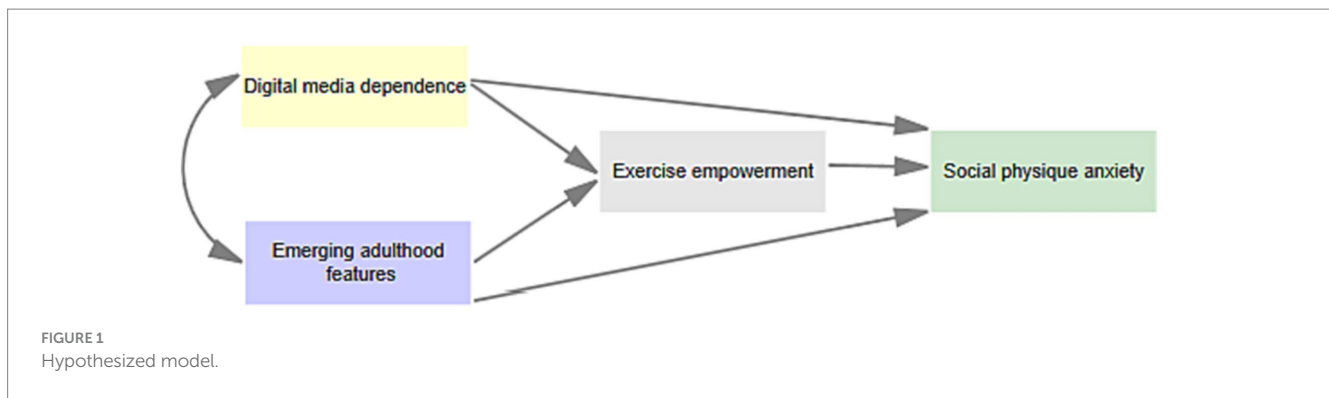 Digital media dependence
Exercise empowerment
Social physique anxiety
Emerging adulthood
features
FIGURE 1
Hypothesized model.